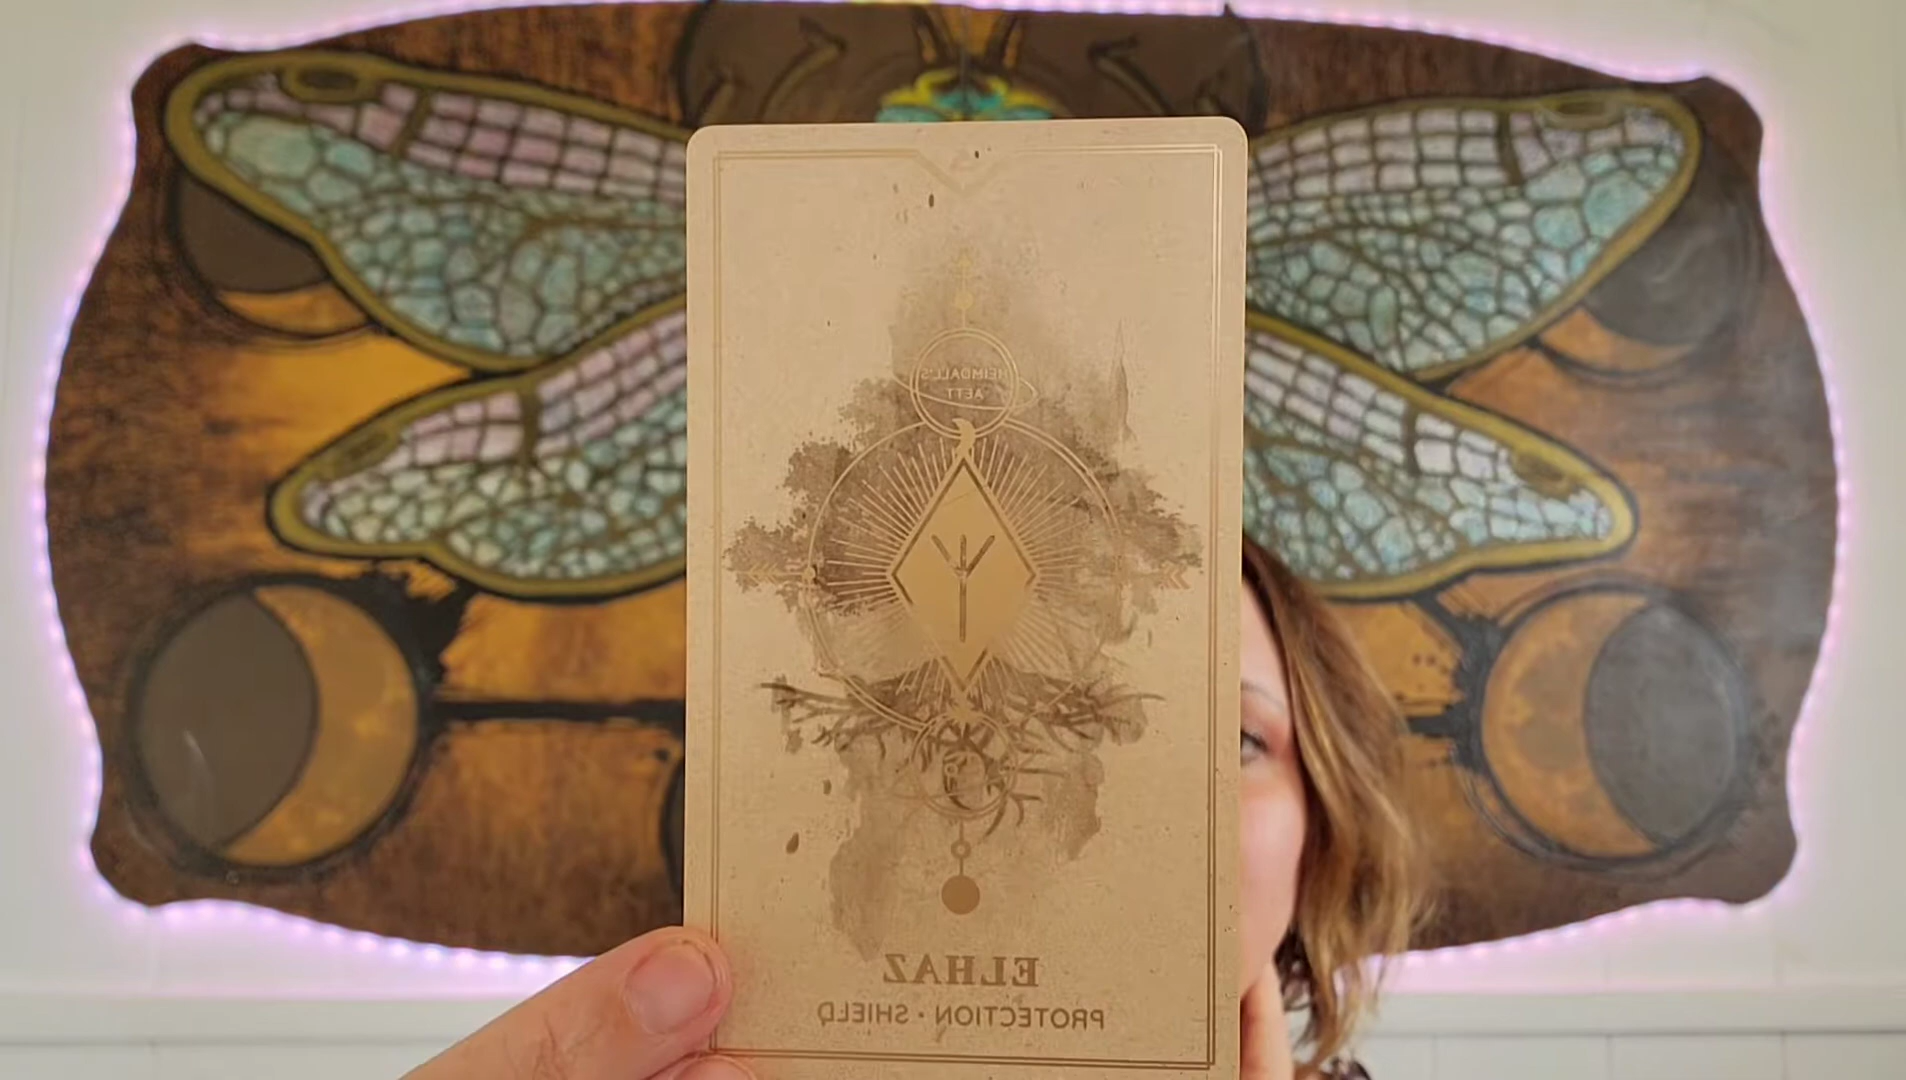 HEIMDALL'S
AETT
ᛉ
ELHAZ
PROTECTION · SHIELD